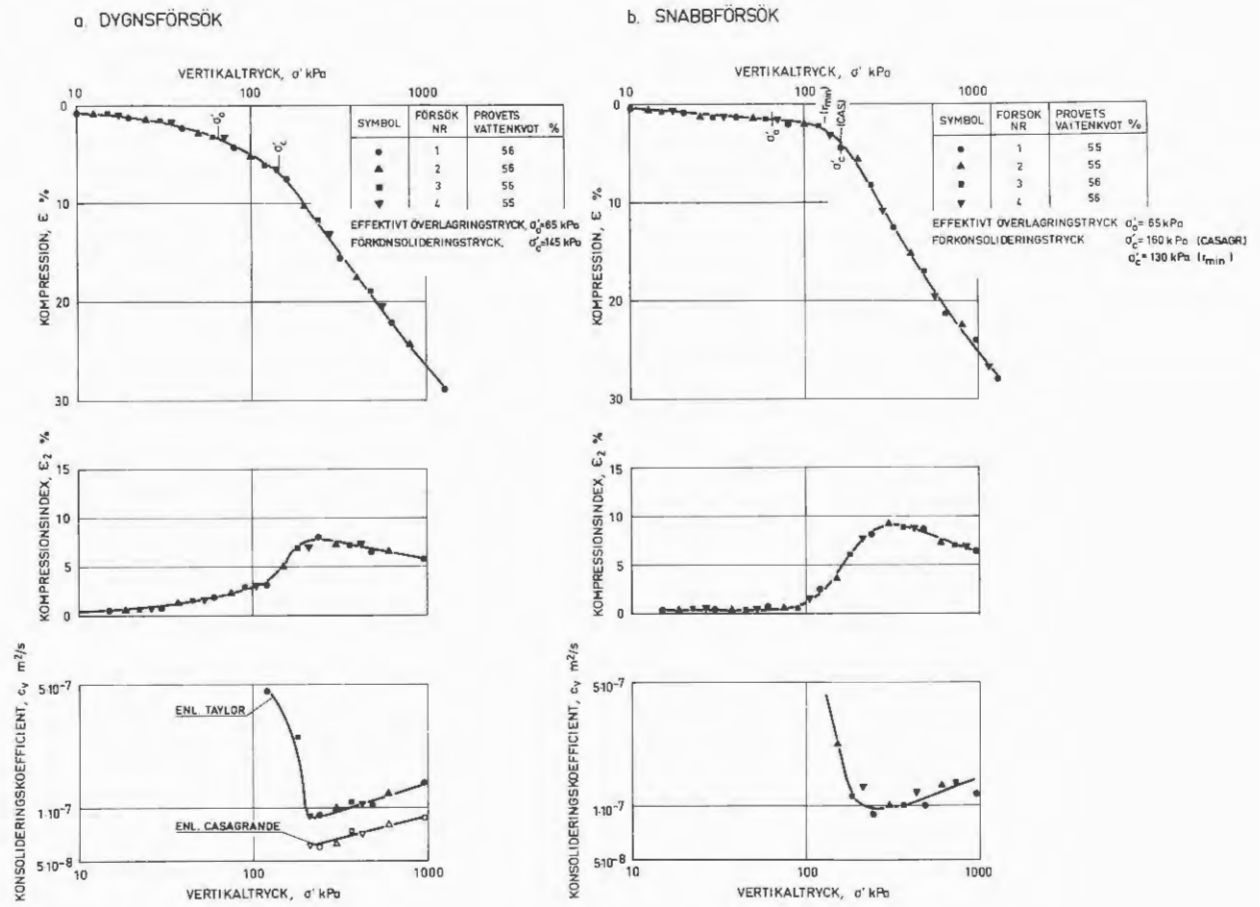 a. DYGNSFÖRSÖK
VERTIKALTRYCK, σ' kPa
10 100 1000
0
10
20
30
KOMPRESSION, ε %
σ'o
σ'c
SYMBOL FÖRSÖK NR PROVETS VATTENKVOT %
● 1 56
▲ 2 56
■ 3 55
▼ 4 55
EFFEKTIVT ÖVERLAGRINGSTRYCK, σ'o=65 kPa
FÖRKONSOLIDERINGSTRYCK, σ'c=145 kPa
KOMPRESSIONSINDEX, ε2 %
15
10
5
0
KONSOLIDERINGSKOEFFICIENT, cv m²/s
5·10⁻⁷
1·10⁻⁷
5·10⁻⁸
ENL. TAYLOR
ENL. CASAGRANDE
10 100 1000
VERTIKALTRYCK, σ' kPa
b. SNABBFÖRSÖK
VERTIKALTRYCK, σ' kPa
10 100 1000
0
10
20
30
KOMPRESSION, ε %
σ'o
(rmin)
σ'c (CAS)
SYMBOL FÖRSÖK NR PROVETS VATTENKVOT %
● 1 55
▲ 2 55
■ 3 56
▼ 4 56
EFFEKTIVT ÖVERLAGRINGSTRYCK σ'o= 65 kPa
FÖRKONSOLIDERINGSTRYCK σ'c= 160 kPa (CASAGR)
σ'c= 130 kPa (rmin)
KOMPRESSIONSINDEX, ε2 %
15
10
5
0
KONSOLIDERINGSKOEFFICIENT, cv m²/s
5·10⁻⁷
1·10⁻⁷
5·10⁻⁸
10 100 1000
VERTIKALTRYCK, σ' kPa